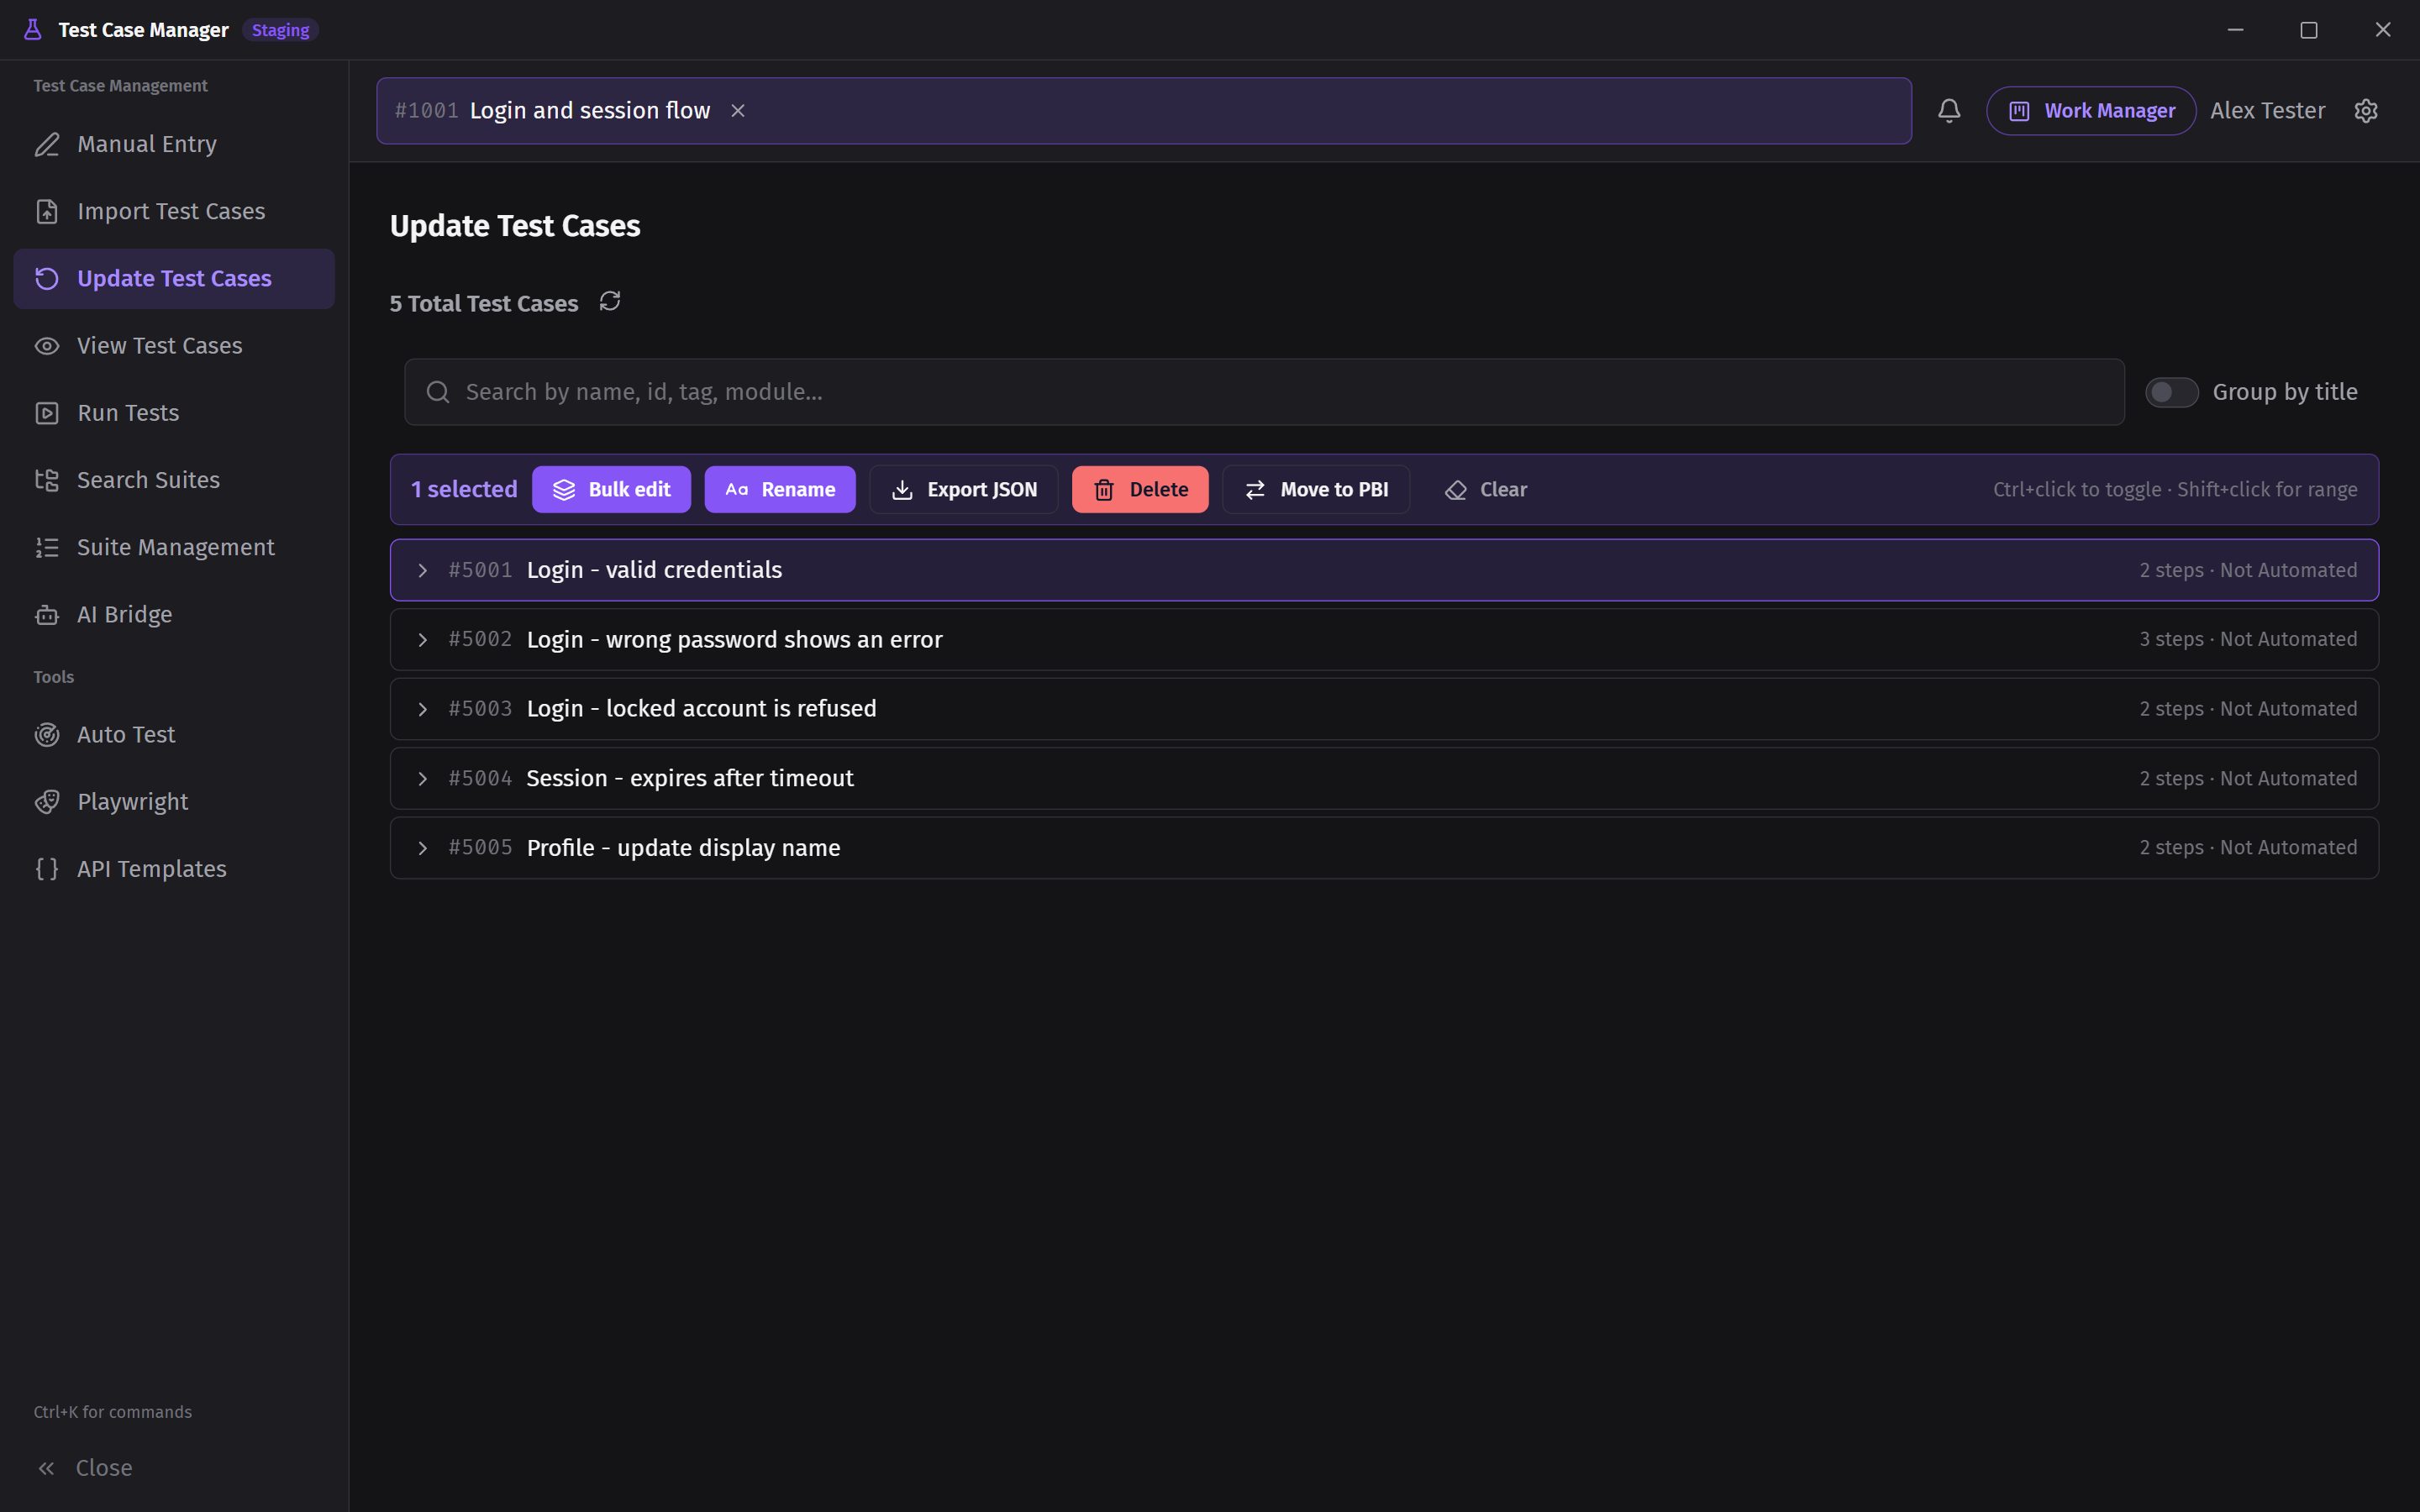 Test Case Manager Staging
Test Case Management
Manual Entry
Import Test Cases
Update Test Cases
View Test Cases
Run Tests
Search Suites
Suite Management
AI Bridge
Tools
Auto Test
Playwright
API Templates
Ctrl+K for commands
Close
#1001 Login and session flow
Work Manager
Alex Tester
Update Test Cases
5 Total Test Cases
Search by name, id, tag, module...
Group by title
1 selected
Bulk edit
Aa Rename
Export JSON
Delete
Move to PBI
Clear
Ctrl+click to toggle · Shift+click for range
#5001 Login - valid credentials 2 steps · Not Automated
#5002 Login - wrong password shows an error 3 steps · Not Automated
#5003 Login - locked account is refused 2 steps · Not Automated
#5004 Session - expires after timeout 2 steps · Not Automated
#5005 Profile - update display name 2 steps · Not Automated